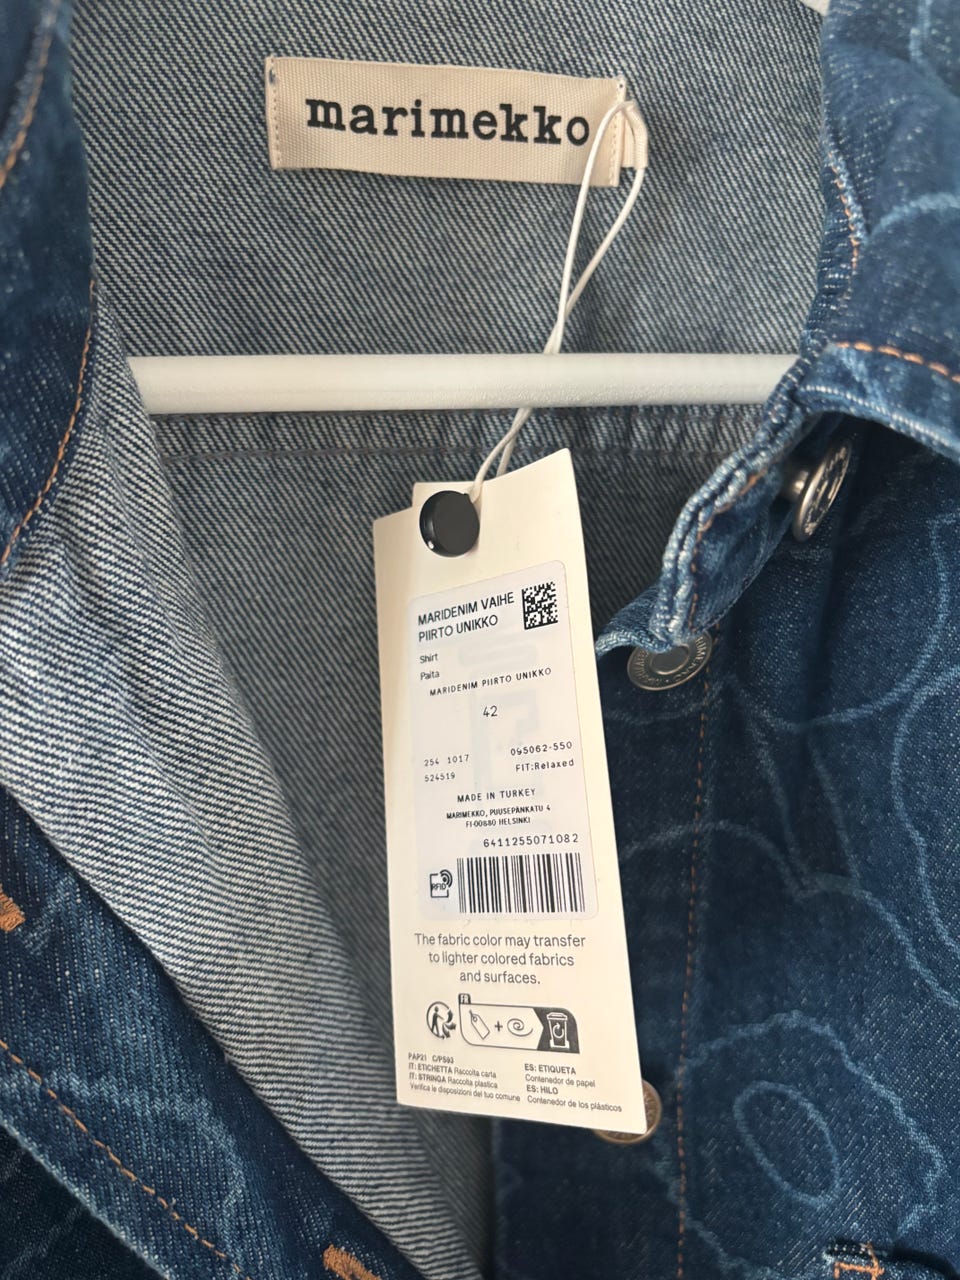 marimekko
MARIDENIM VAIHE
PIIRTO UNIKKO
Shirt
Paita
MARIDENIM PIIRTO UNIKKO
42
254 1017 095062-550
524519 FIT:Relaxed
MADE IN TURKEY
MARIMEKKO, PUUSEPÄNKATU 4
FI-00880 HELSINKI
6411255071082
RFID
The fabric color may transfer
to lighter colored fabrics
and surfaces.
FR
+
PAP21 C/PS93
IT: ETICHETTA Raccolta carta
IT: STRINGA Raccolta plastica
Verifica le disposizioni del tuo comune
ES: ETIQUETA
Contenedor de papel
ES: HILO
Contenedor de los plásticos